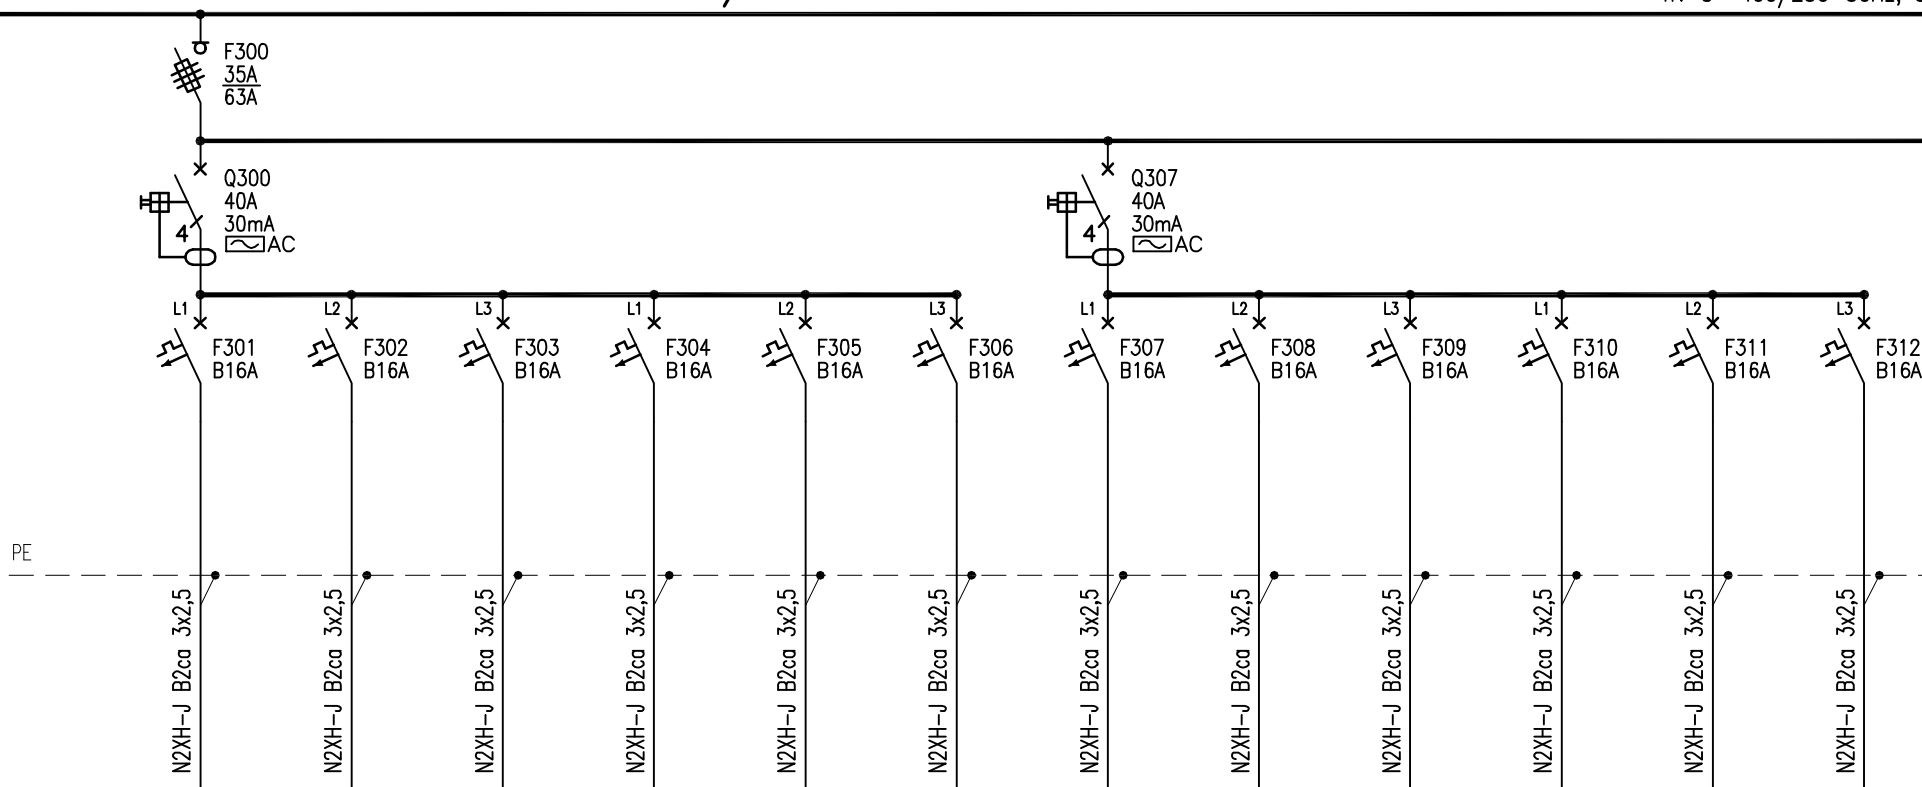 F300
35A
63A
Q300
40A
30mA
4
AC
Q307
40A
30mA
4
AC
L1
L2
L3
L1
L2
L3
L1
L2
L3
L1
L2
L3
F301
B16A
F302
B16A
F303
B16A
F304
B16A
F305
B16A
F306
B16A
F307
B16A
F308
B16A
F309
B16A
F310
B16A
F311
B16A
F312
B16A
PE
N2XH-J B2ca 3x2,5
N2XH-J B2ca 3x2,5
N2XH-J B2ca 3x2,5
N2XH-J B2ca 3x2,5
N2XH-J B2ca 3x2,5
N2XH-J B2ca 3x2,5
N2XH-J B2ca 3x2,5
N2XH-J B2ca 3x2,5
N2XH-J B2ca 3x2,5
N2XH-J B2ca 3x2,5
N2XH-J B2ca 3x2,5
N2XH-J B2ca 3x2,5